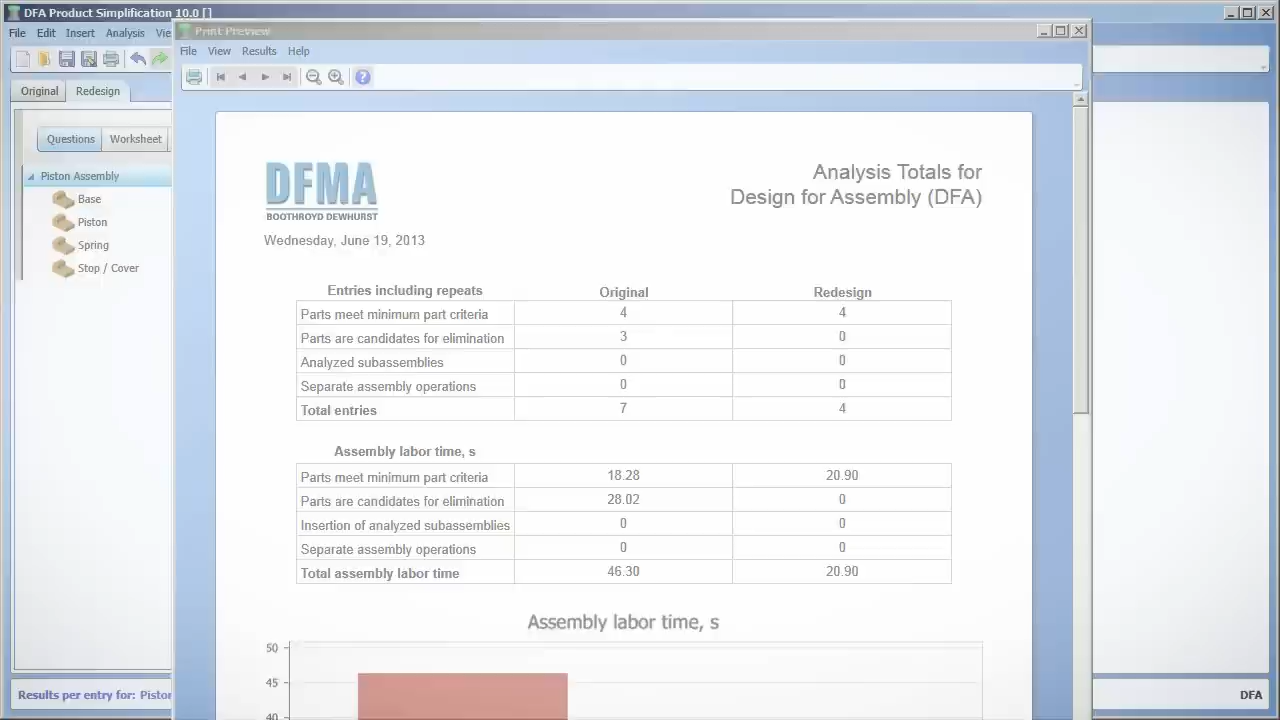 DFA Product Simplification 10.0 []
File Edit Insert Analysis
Print Preview
File View Results Help
Original Redesign
Questions Worksheet
Piston Assembly
Base
Piston
Spring
Stop / Cover
DFMA
BOOTHROYD DEWHURST
Analysis Totals for
Design for Assembly (DFA)
Wednesday, June 19, 2013
Entries including repeats Original Redesign
Parts meet minimum part criteria 4 4
Parts are candidates for elimination 3 0
Analyzed subassemblies 0 0
Separate assembly operations 0 0
Total entries 7 4
Assembly labor time, s
Parts meet minimum part criteria 18.28 20.90
Parts are candidates for elimination 28.02 0
Insertion of analyzed subassemblies 0 0
Separate assembly operations 0 0
Total assembly labor time 46.30 20.90
Assembly labor time, s
50
45
40
Results per entry for: Piston
DFA